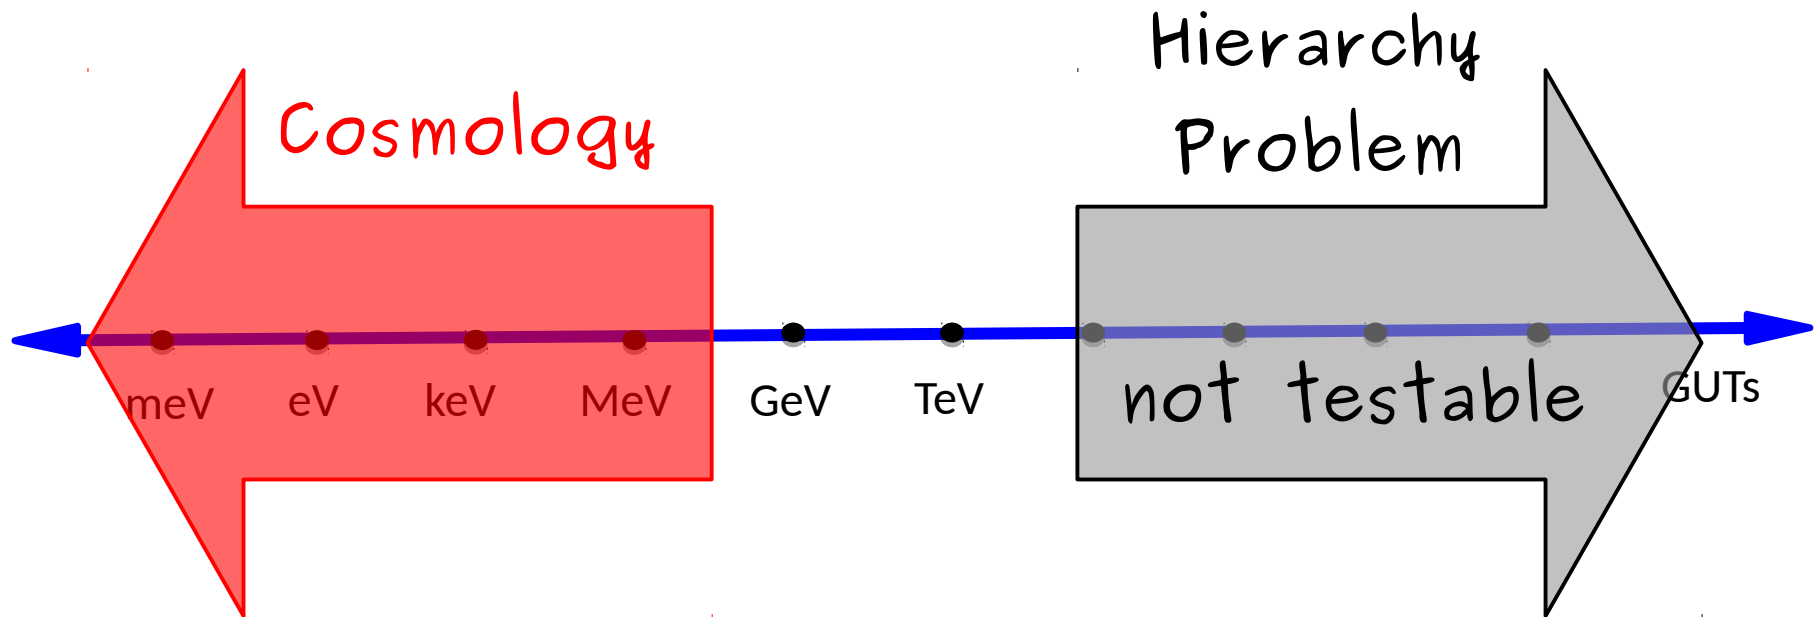 Hierarchy
Problem
Cosmology
meV eV keV MeV GeV TeV not testable GUTs